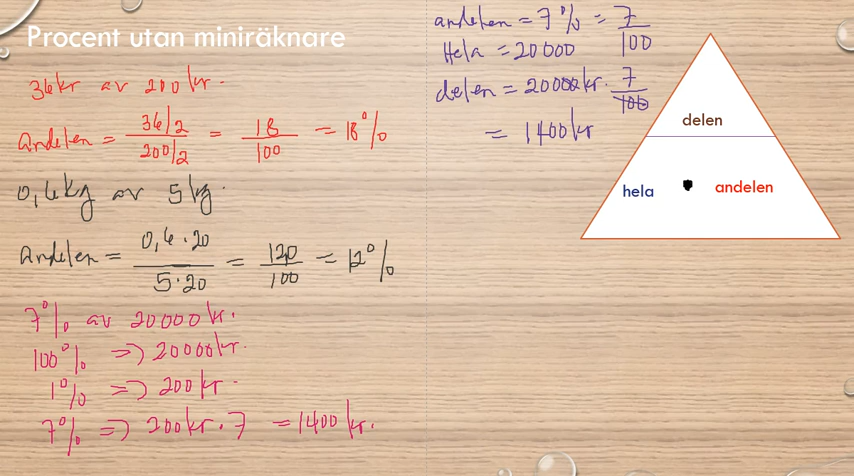 Procent utan miniräknare
36kr av 200kr.
Andelen = 36/2 / 200/2 = 18 / 100 = 18%
0,6kg av 5kg.
Andelen = 0,6·20 / 5·20 = 120 / 100 = 12%
7% av 20000kr.
100% => 20000kr.
1% => 200kr.
7% => 200kr·7 = 1400kr.
andelen = 7% = 7 / 100
Hela = 20000
delen = 20000kr · 7 / 100
= 1400kr
delen
hela • andelen